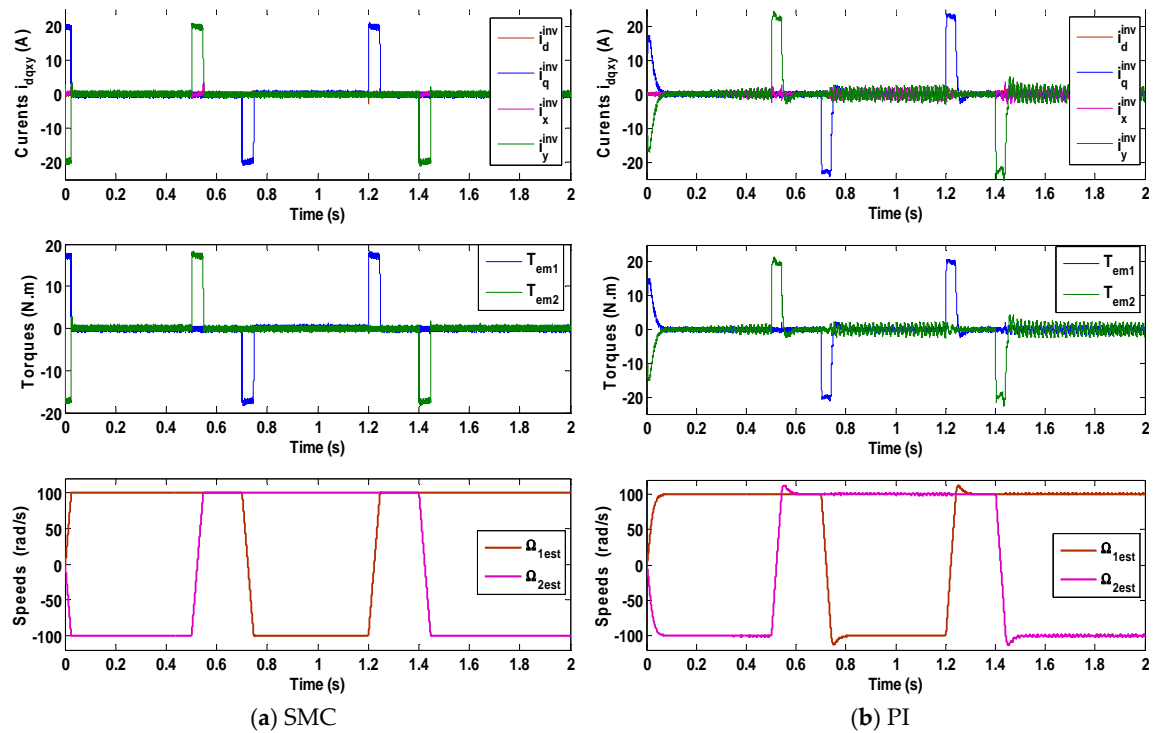 Curents i_dqxy (A)
20
10
0
-10
-20
i_d^inv
i_q^inv
i_x^inv
i_y^inv
0 0.2 0.4 0.6 0.8 1 1.2 1.4 1.6 1.8 2
Time (s)
Torques (N.m)
20
10
0
-10
-20
T_em1
T_em2
0 0.2 0.4 0.6 0.8 1 1.2 1.4 1.6 1.8 2
Time (s)
Speeds (rad/s)
100
50
0
-50
-100
Ω_1est
Ω_2est
0 0.2 0.4 0.6 0.8 1 1.2 1.4 1.6 1.8 2
Time (s)
(a) SMC
Curents i_dqxy (A)
20
10
0
-10
-20
i_d^inv
i_q^inv
i_x^inv
i_y^inv
0 0.2 0.4 0.6 0.8 1 1.2 1.4 1.6 1.8 2
Time (s)
Torques (N.m)
20
10
0
-10
-20
T_em1
T_em2
0 0.2 0.4 0.6 0.8 1 1.2 1.4 1.6 1.8 2
Time (s)
Speeds (rad/s)
100
50
0
-50
-100
Ω_1est
Ω_2est
0 0.2 0.4 0.6 0.8 1 1.2 1.4 1.6 1.8 2
Time (s)
(b) PI